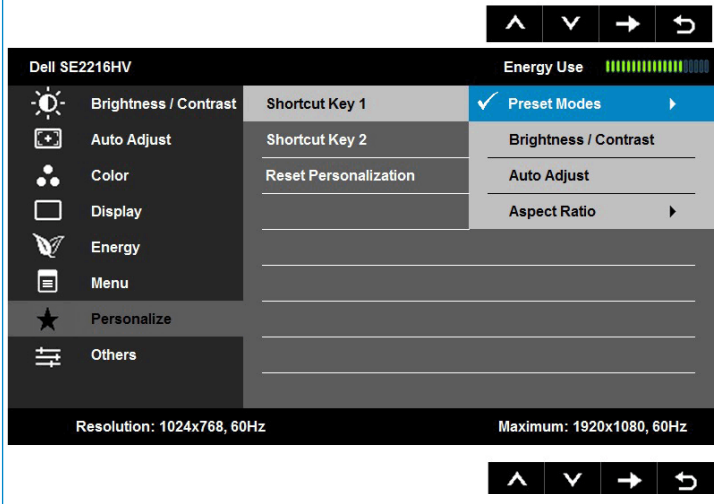 Dell SE2216HV Energy Use
Brightness / Contrast Shortcut Key 1 Preset Modes
Auto Adjust Shortcut Key 2 Brightness / Contrast
Color Reset Personalization Auto Adjust
Display Aspect Ratio
Energy
Menu
Personalize
Others
Resolution: 1024x768, 60Hz Maximum: 1920x1080, 60Hz